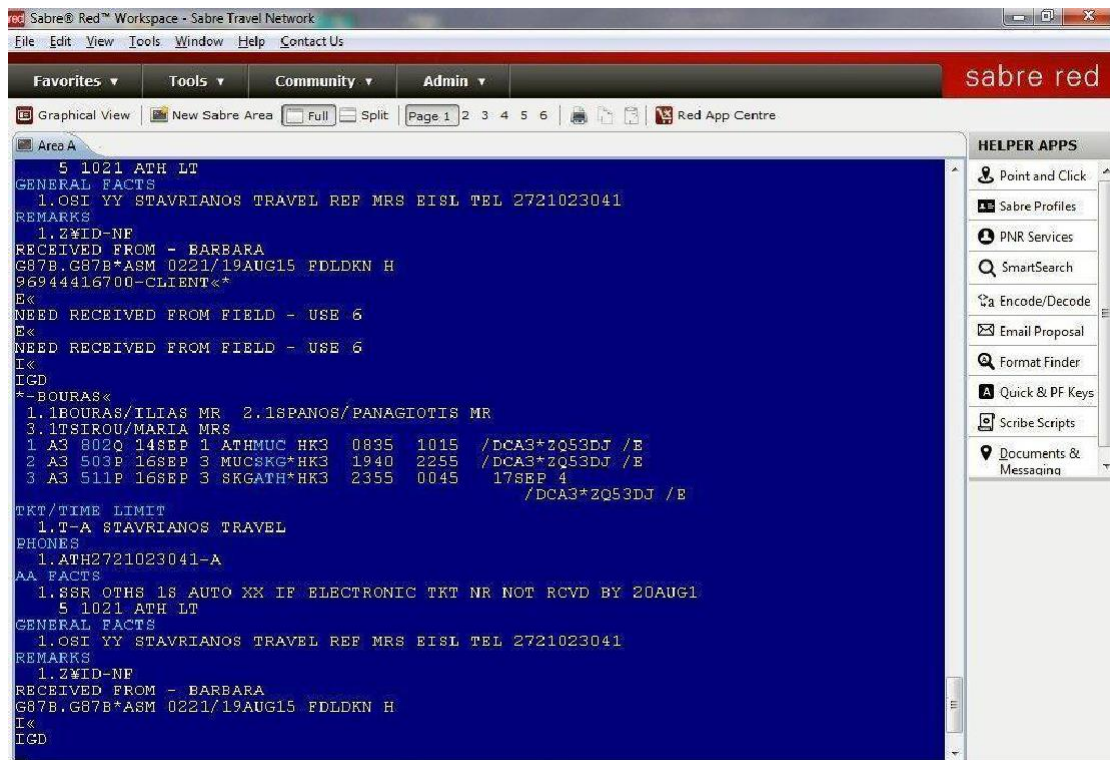 red Sabre® Red™ Workspace - Sabre Travel Network
File Edit View Tools Window Help Contact Us
Favorites ▾ Tools ▾ Community ▾ Admin ▾ sabre red
Graphical View New Sabre Area Full Split Page 1 2 3 4 5 6 Red App Centre
Area A
5 1021 ATH LT
GENERAL FACTS
1.OSI YY STAVRIANOS TRAVEL REF MRS EISL TEL 2721023041
REMARKS
1.Z¥ID-NF
RECEIVED FROM - BARBARA
G87B.G87B*ASM 0221/19AUG15 FDLDKN H
96944416700-CLIENT«*
E«
NEED RECEIVED FROM FIELD - USE 6
E«
NEED RECEIVED FROM FIELD - USE 6
I«
IGD
*-BOURAS«
1.1BOURAS/ILIAS MR 2.1SPANOS/PANAGIOTIS MR
3.1TSIROU/MARIA MRS
1 A3 802Q 14SEP 1 ATHMUC HK3 0835 1015 /DCA3*ZQ53DJ /E
2 A3 503P 16SEP 3 MUCSKG*HK3 1940 2255 /DCA3*ZQ53DJ /E
3 A3 511P 16SEP 3 SKGATH*HK3 2355 0045 17SEP 4
/DCA3*ZQ53DJ /E
TKT/TIME LIMIT
1.T-A STAVRIANOS TRAVEL
PHONES
1.ATH2721023041-A
AA FACTS
1.SSR OTHS 1S AUTO XX IF ELECTRONIC TKT NR NOT RCVD BY 20AUG1
5 1021 ATH LT
GENERAL FACTS
1.OSI YY STAVRIANOS TRAVEL REF MRS EISL TEL 2721023041
REMARKS
1.Z¥ID-NF
RECEIVED FROM - BARBARA
G87B.G87B*ASM 0221/19AUG15 FDLDKN H
I«
IGD
HELPER APPS
Point and Click
Sabre Profiles
PNR Services
SmartSearch
Encode/Decode
Email Proposal
Format Finder
Quick & PF Keys
Scribe Scripts
Documents &
Messaging